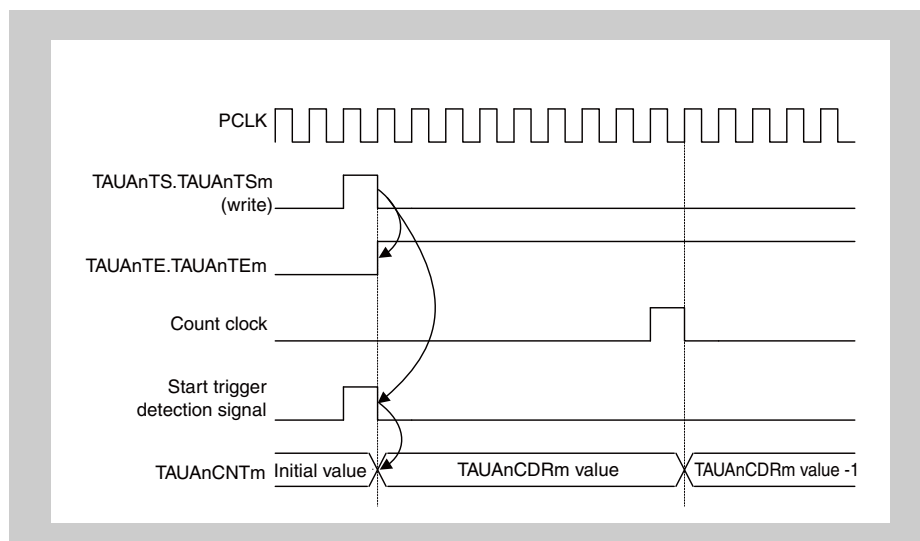 PCLK
TAUAnTS.TAUAnTSm
(write)
TAUAnTE.TAUAnTEm
Count clock
Start trigger
detection signal
TAUAnCNTm
Initial value
TAUAnCDRm value
TAUAnCDRm value -1